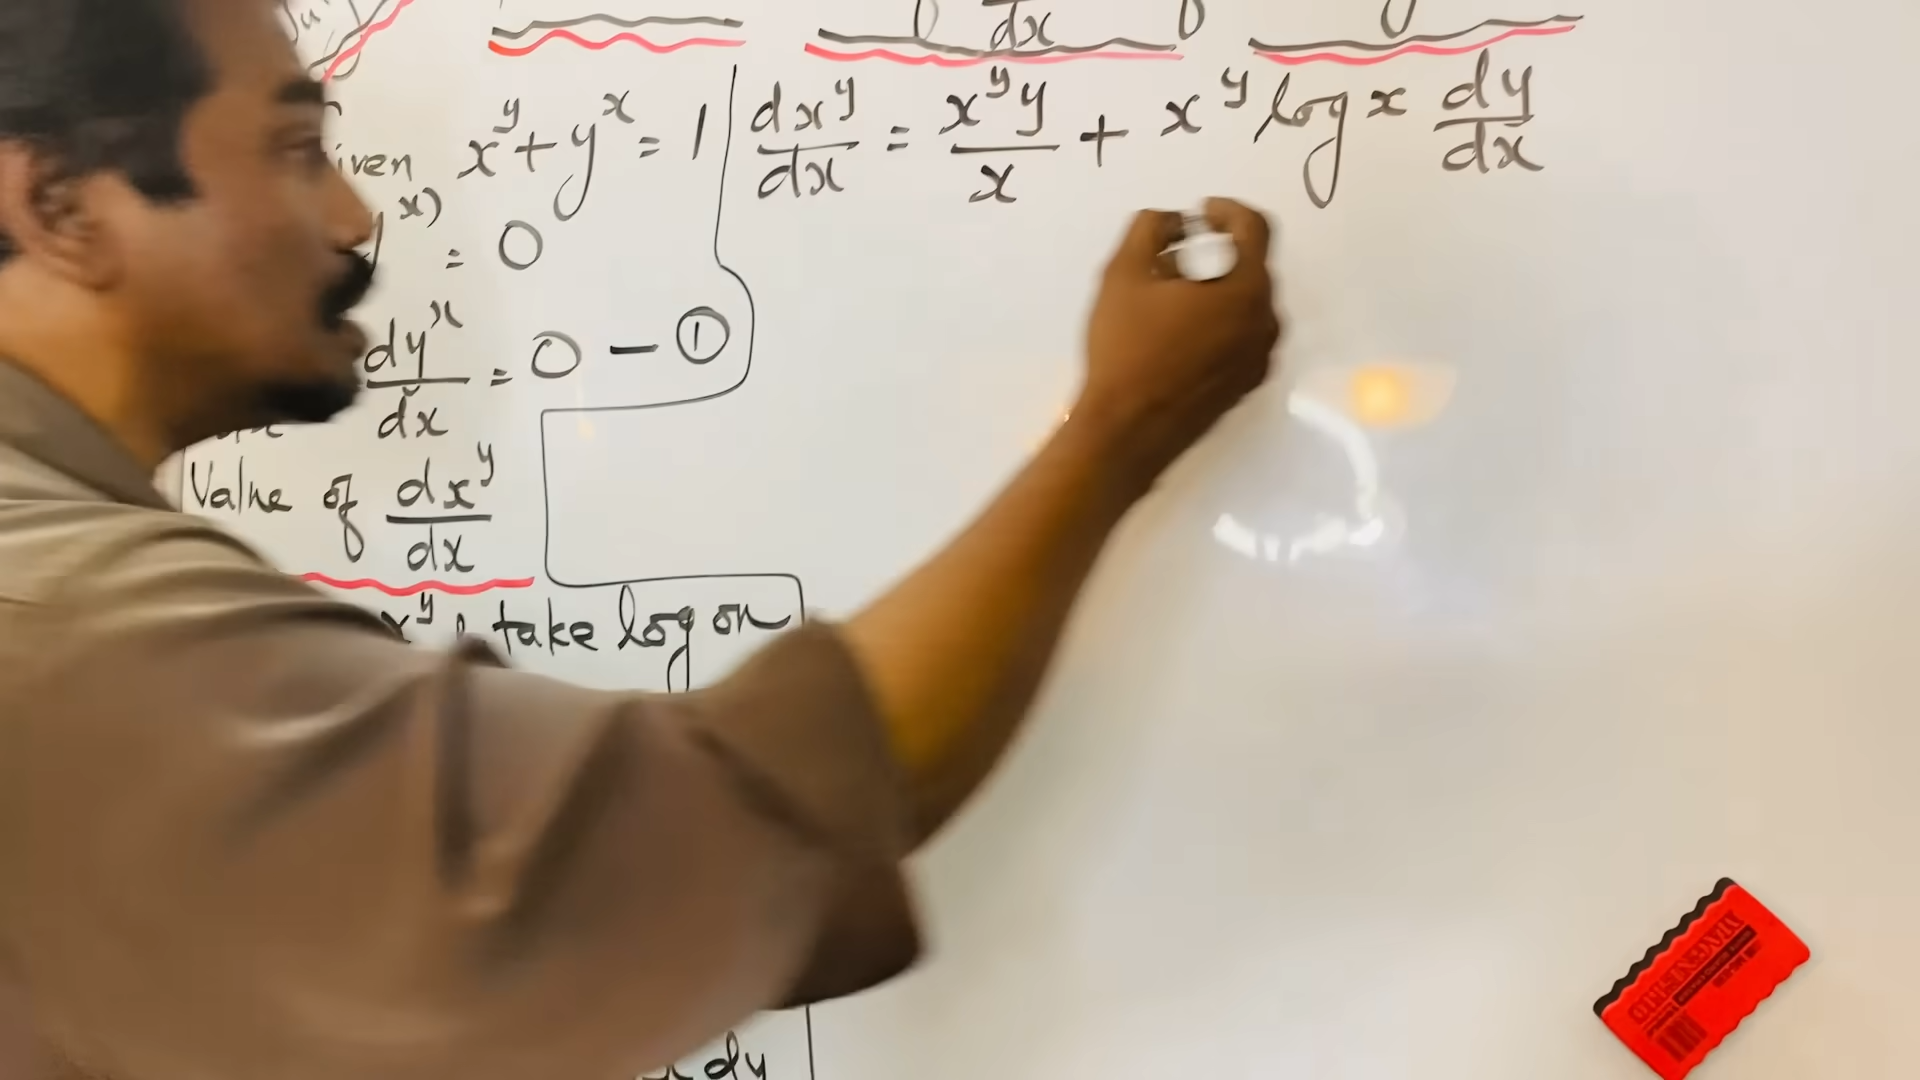 dx
iven x^y + y^x = 1
x) = 0
dy^x/dx = 0 — ①
Value of dx^y/dx
x^y & take log on
x dy
dx^y/dx = x^y y/x + x^y log x dy/dx